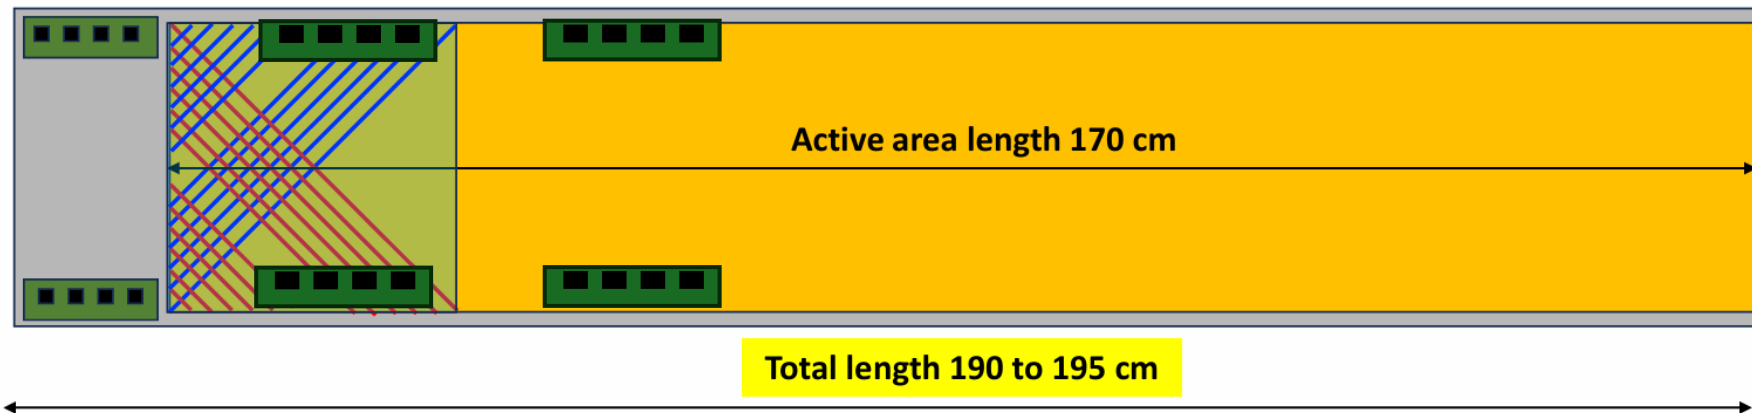 Active area length 170 cm
Total length 190 to 195 cm